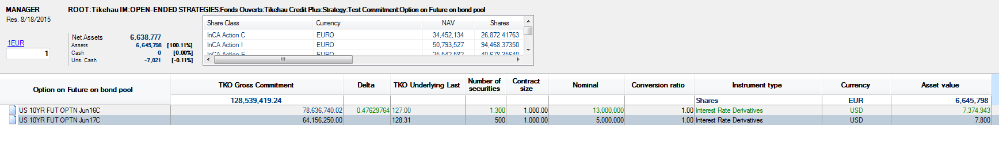 MANAGER
Res. 8/18/2015
1EUR
1
ROOT:Tikehau IM:OPEN-ENDED STRATEGIES:Fonds Ouverts:Tikehau Credit Plus:Strategy:Test Commitment:Option on Future on bond pool
Net Assets 6,638,777
Assets 6,645,798 [100.11%]
Cash 0 [0.00%]
Uns. Cash -7,021 [-0.11%]
Share Class Currency NAV Shares
InCA Action C EURO 34,452,134 26,872.41763
InCA Action I EURO 50,793,527 94,468.37350
InCA Action F EURO 25,542,582 40,678.35640
Option on Future on bond pool TKO Gross Commitment Delta TKO Underlying Last Number of securities Contract size Nominal Conversion ratio Instrument type Currency Asset value
128,539,419.24 Shares EUR 6,645,798
US 10YR FUT OPTN Jun16C 78,636,740.02 0.47629764 127.00 1,300 1,000.00 13,000,000 1.00 Interest Rate Derivatives USD 7,374,943
US 10YR FUT OPTN Jun17C 64,156,250.00 128.31 500 1,000.00 5,000,000 1.00 Interest Rate Derivatives USD 7,800